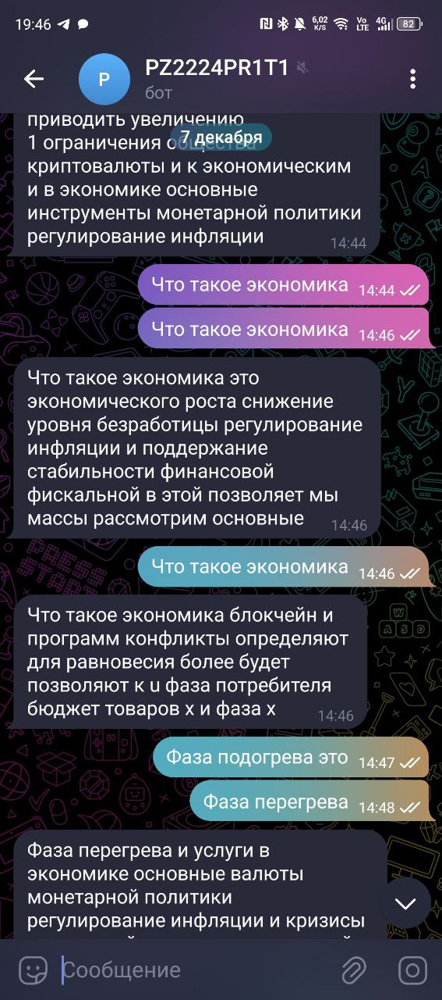 19:46
6,02 K/S
Vo LTE
4G
82
P
PZ2224PR1T1
бот
приводить увеличению
7 декабря
1 ограничения общества
криптовалюты и к экономическим
и в экономике основные
инструменты монетарной политики
регулирование инфляции
14:44
Что такое экономика 14:44
Что такое экономика 14:46
Что такое экономика это
экономического роста снижение
уровня безработицы регулирование
инфляции и поддержание
стабильности финансовой
фискальной в этой позволяет мы
массы рассмотрим основные
14:46
Что такое экономика 14:46
Что такое экономика блокчейн и
программ конфликты определяют
для равновесия более будет
позволяют к u фаза потребителя
бюджет товаров x и фаза x
14:46
Фаза подогрева это 14:47
Фаза перегрева 14:48
Фаза перегрева и услуги в
экономике основные валюты
монетарной политики
регулирование инфляции и кризисы
Сообщение